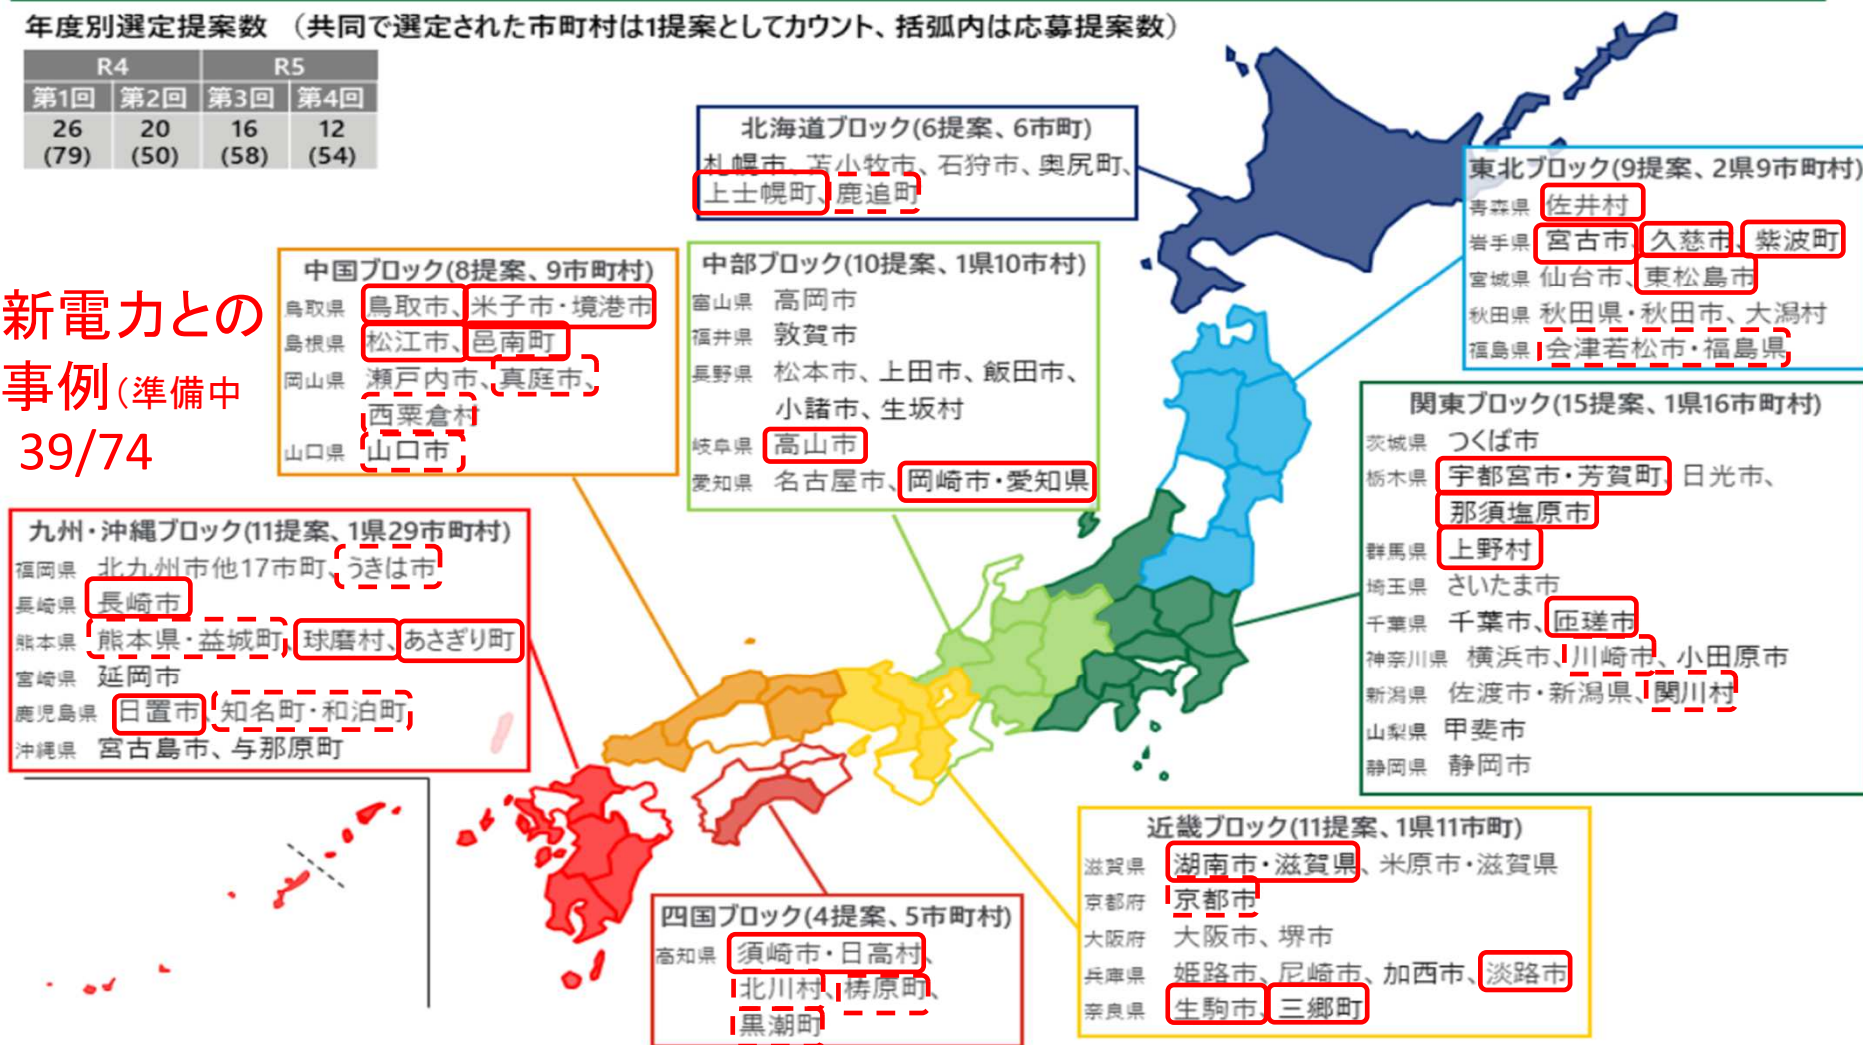 年度別選定提案数 (共同で選定された市町村は1提案としてカウント、括弧内は応募提案数)
R4 R5
第1回 第2回 第3回 第4回
26 20 16 12
(79) (50) (58) (54)
北海道ブロック(6提案、6市町)
札幌市、苫小牧市、石狩市、奥尻町、
上士幌町、鹿追町
東北ブロック(9提案、2県9市町村)
青森県 佐井村
岩手県 宮古市、久慈市、紫波町
宮城県 仙台市、東松島市
秋田県 秋田県・秋田市、大潟村
福島県 会津若松市・福島県
新電力との
事例(準備中
39/74
中国ブロック(8提案、9市町村)
鳥取県 鳥取市、米子市・境港市
島根県 松江市、邑南町
岡山県 瀬戸内市、真庭市、
西粟倉村
山口県 山口市
中部ブロック(10提案、1県10市村)
富山県 高岡市
福井県 敦賀市
長野県 松本市、上田市、飯田市、
小諸市、生坂村
岐阜県 高山市
愛知県 名古屋市、岡崎市・愛知県
関東ブロック(15提案、1県16市町村)
茨城県 つくば市
栃木県 宇都宮市・芳賀町、日光市、
那須塩原市
群馬県 上野村
埼玉県 さいたま市
千葉県 千葉市、匝瑳市
神奈川県 横浜市、川崎市、小田原市
新潟県 佐渡市・新潟県、関川村
山梨県 甲斐市
静岡県 静岡市
九州・沖縄ブロック(11提案、1県29市町村)
福岡県 北九州市他17市町、うきは市
長崎県 長崎市
熊本県 熊本県・益城町、球磨村、あさぎり町
宮崎県 延岡市
鹿児島県 日置市、知名町・和泊町
沖縄県 宮古島市、与那原町
四国ブロック(4提案、5市町村)
高知県 須崎市・日高村、
北川村、梼原町、
黒潮町
近畿ブロック(11提案、1県11市町)
滋賀県 湖南市・滋賀県、米原市・滋賀県
京都府 京都市
大阪府 大阪市、堺市
兵庫県 姫路市、尼崎市、加西市、淡路市
奈良県 生駒市、三郷町